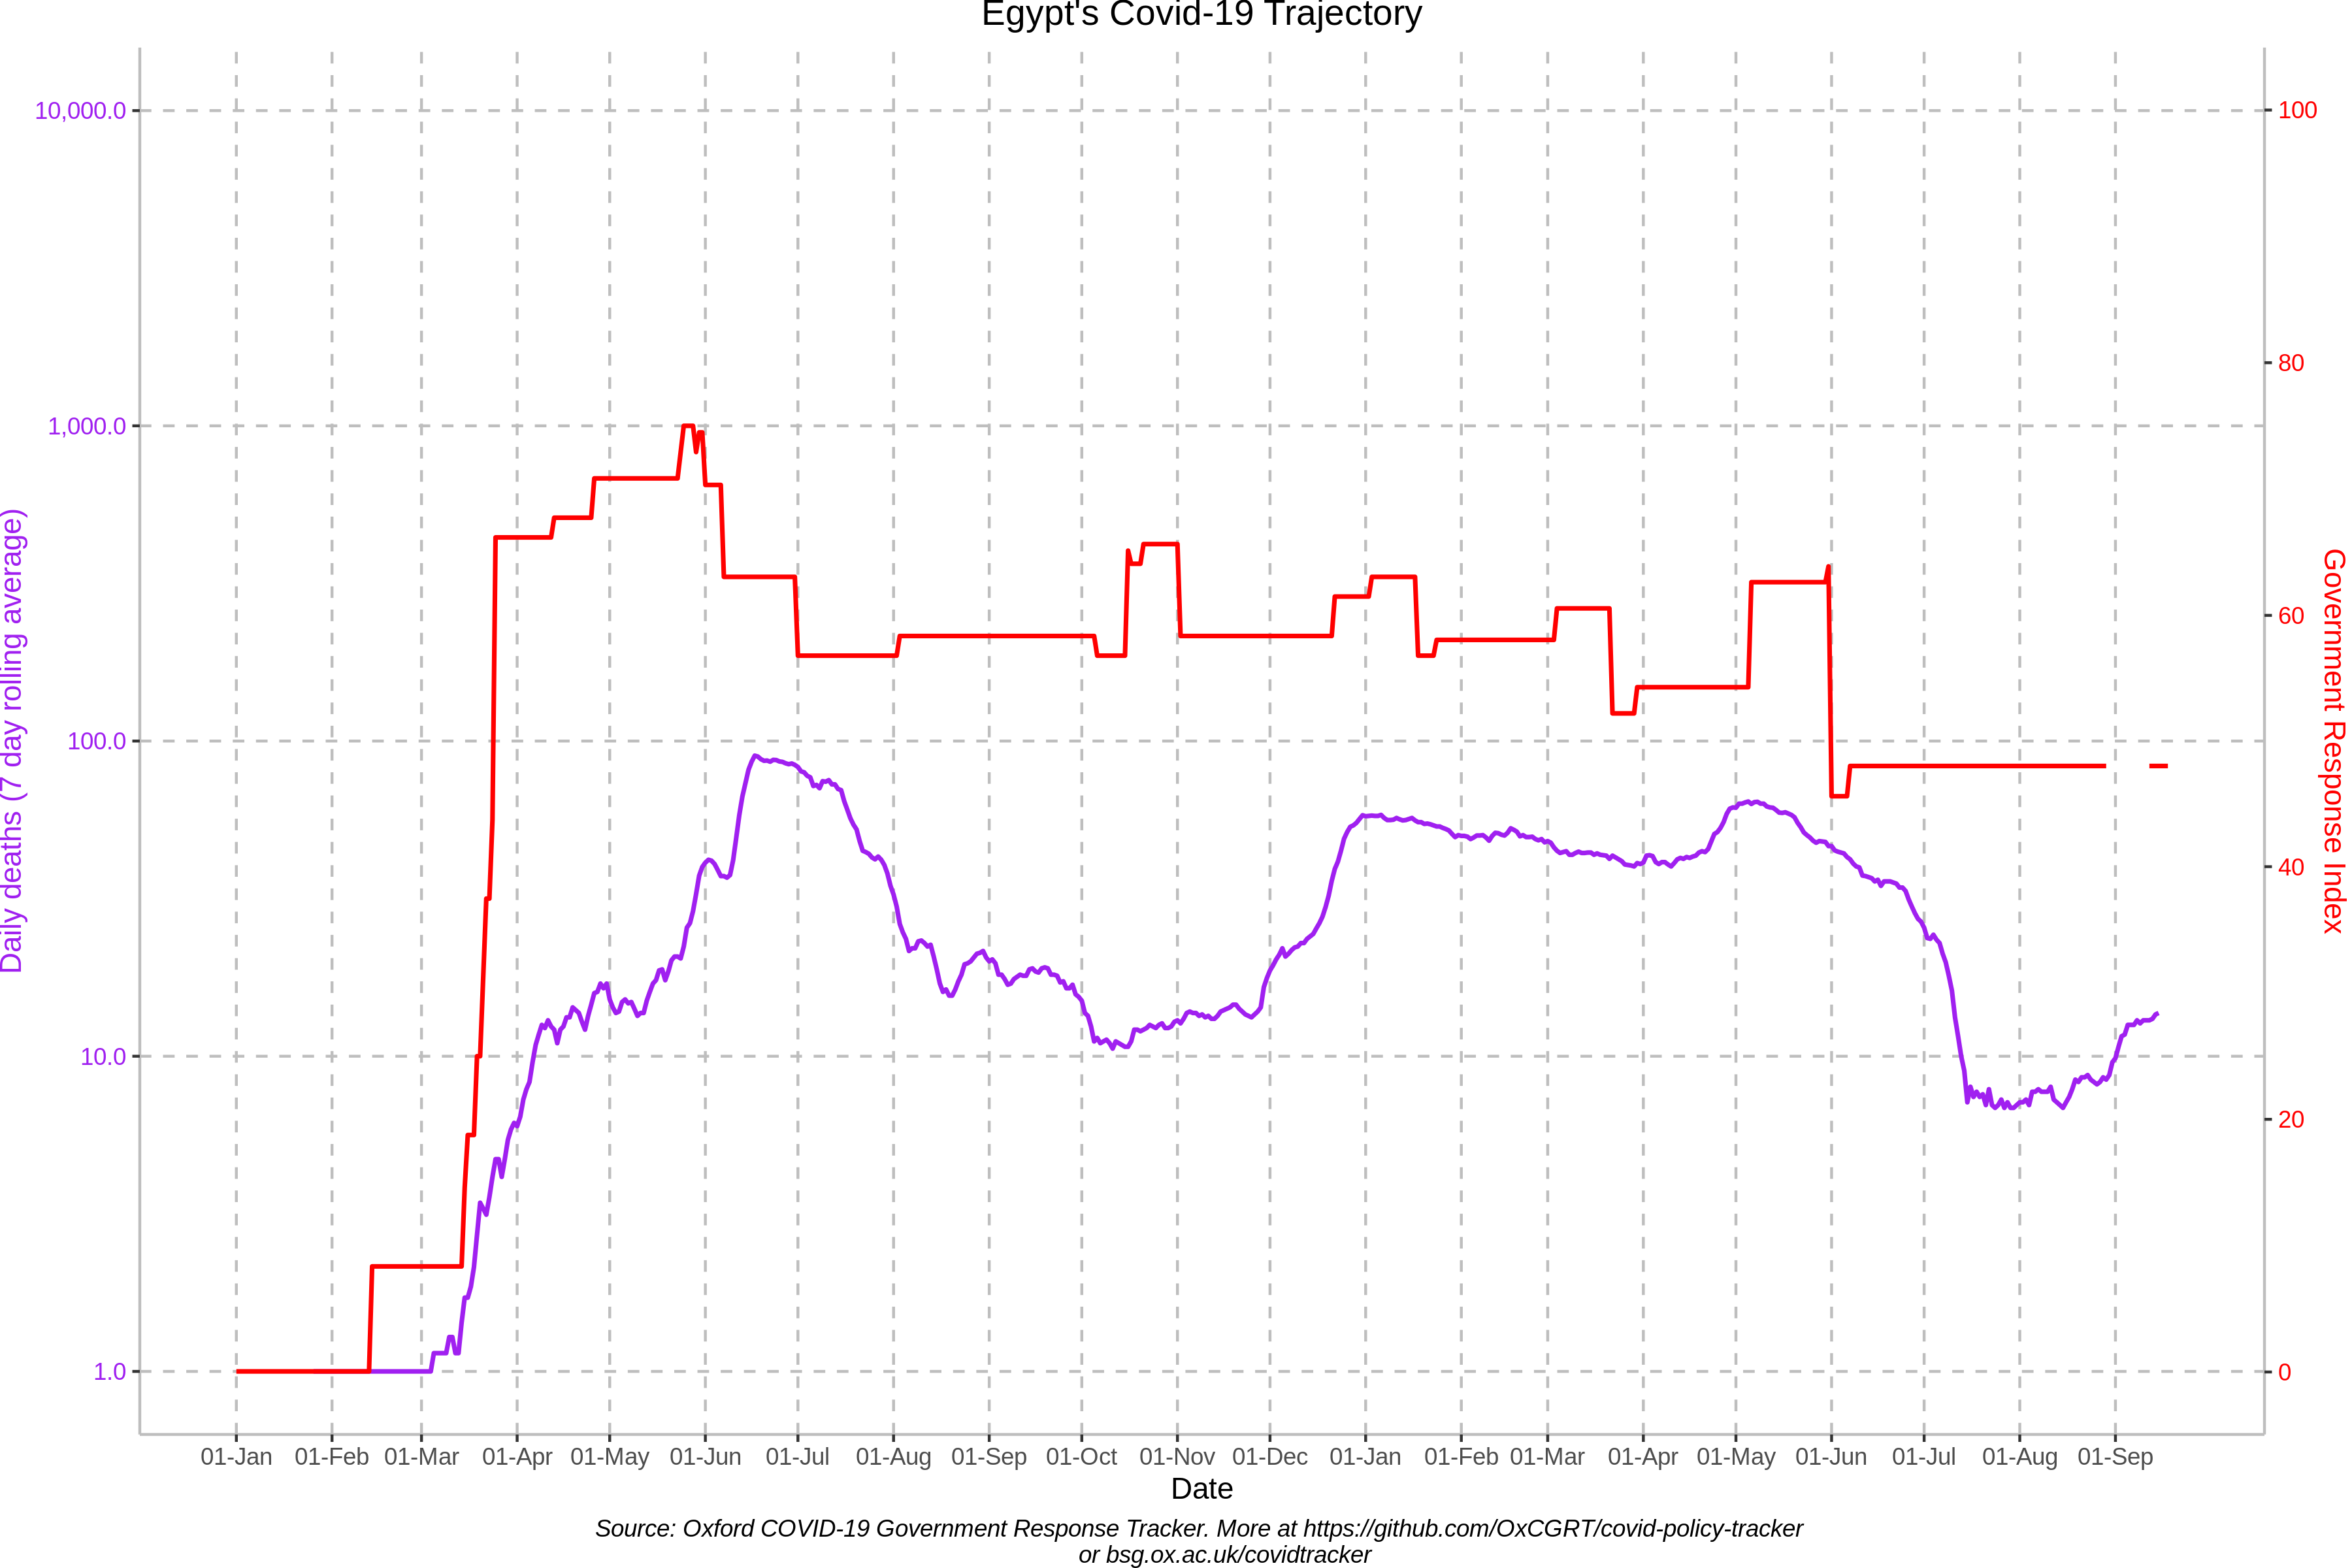 Egypt's Covid-19 Trajectory
10,000.0
1,000.0
100.0
10.0
1.0
Daily deaths (7 day rolling average)
100
80
60
40
20
0
Government Response Index
01-Jan 01-Feb 01-Mar 01-Apr 01-May 01-Jun 01-Jul 01-Aug 01-Sep 01-Oct 01-Nov 01-Dec 01-Jan 01-Feb 01-Mar 01-Apr 01-May 01-Jun 01-Jul 01-Aug 01-Sep
Date
Source: Oxford COVID-19 Government Response Tracker. More at https://github.com/OxCGRT/covid-policy-tracker
or bsg.ox.ac.uk/covidtracker